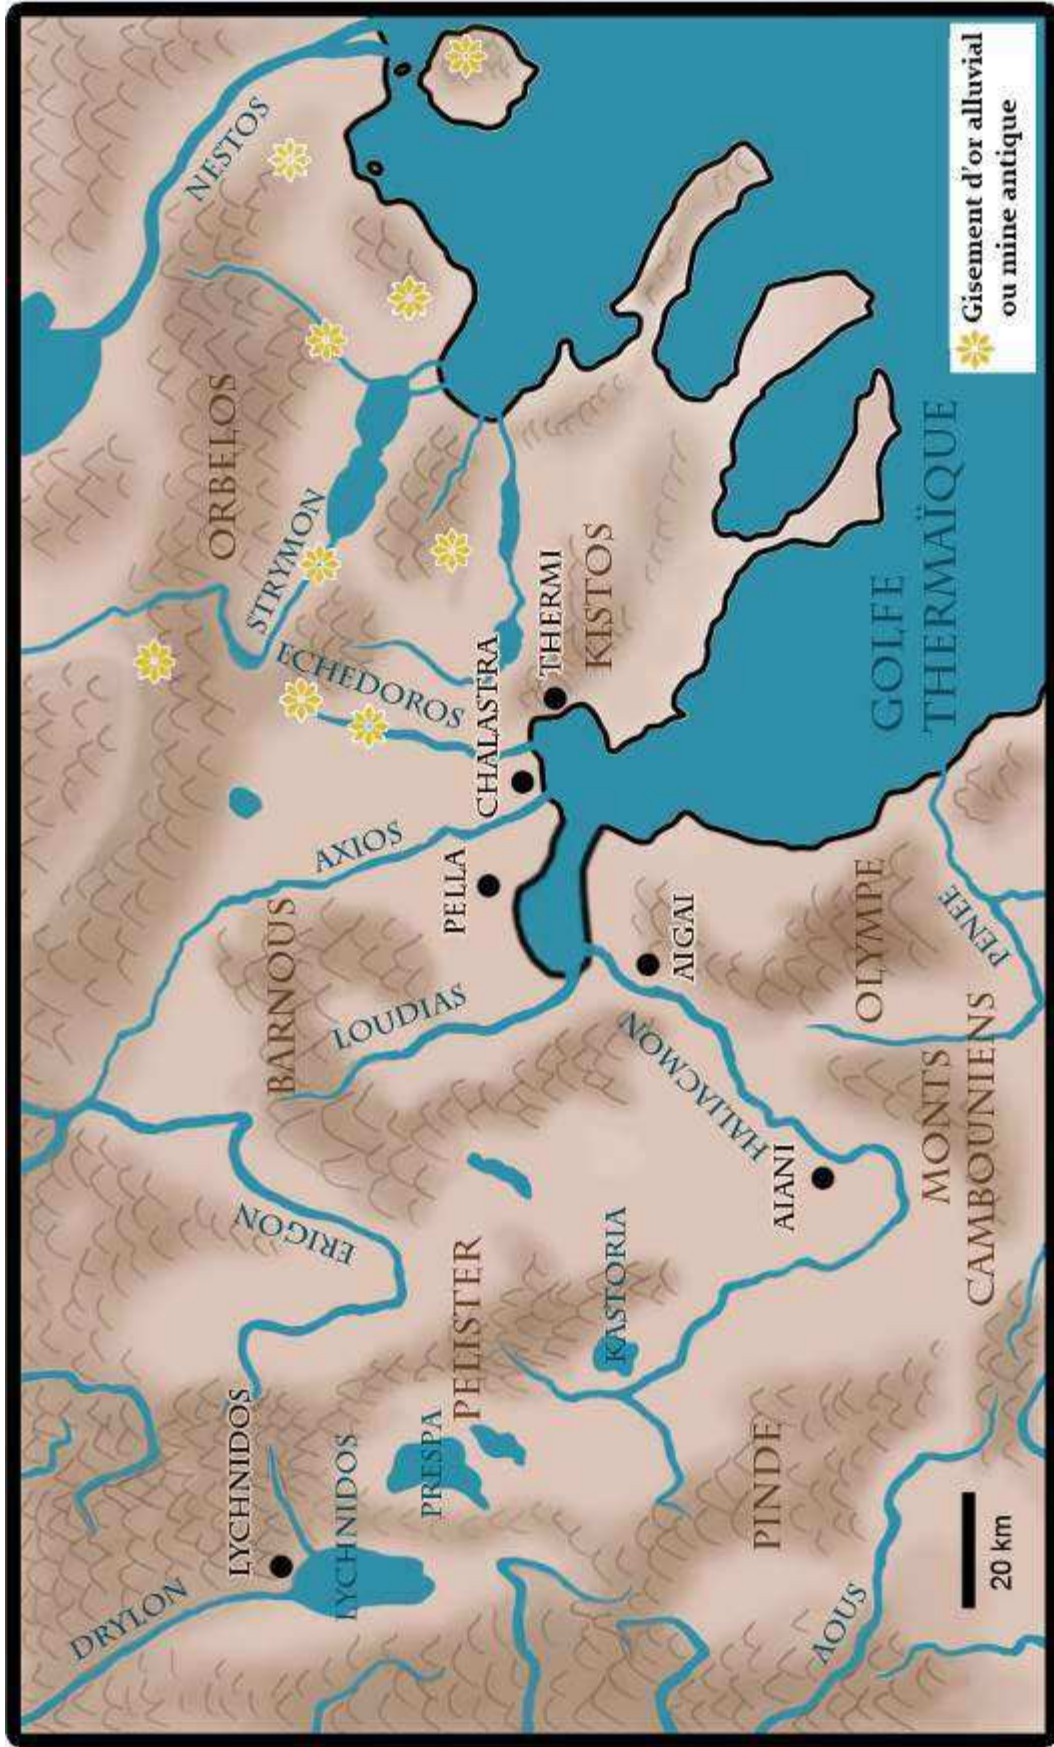 DRYLON
LYCHNIDOS
LYCHNIDOS
PRESPA
PELISTER
KASTORIA
PINDE
AOUS
20 km
ERIGON
BARNOUS
LOUDIAS
AXIOS
PELLA
CHALASTRA
AIGAI
HALIACMON
AIANI
MONTS
CAMBOUNIENS
OLYMPE
PENÉE
ECHEDOROS
STRYMON
ORBELOS
NESTOS
THERMI
KISTOS
GOLFE
THERMAÏQUE
Gisement d'or alluvial
ou mine antique